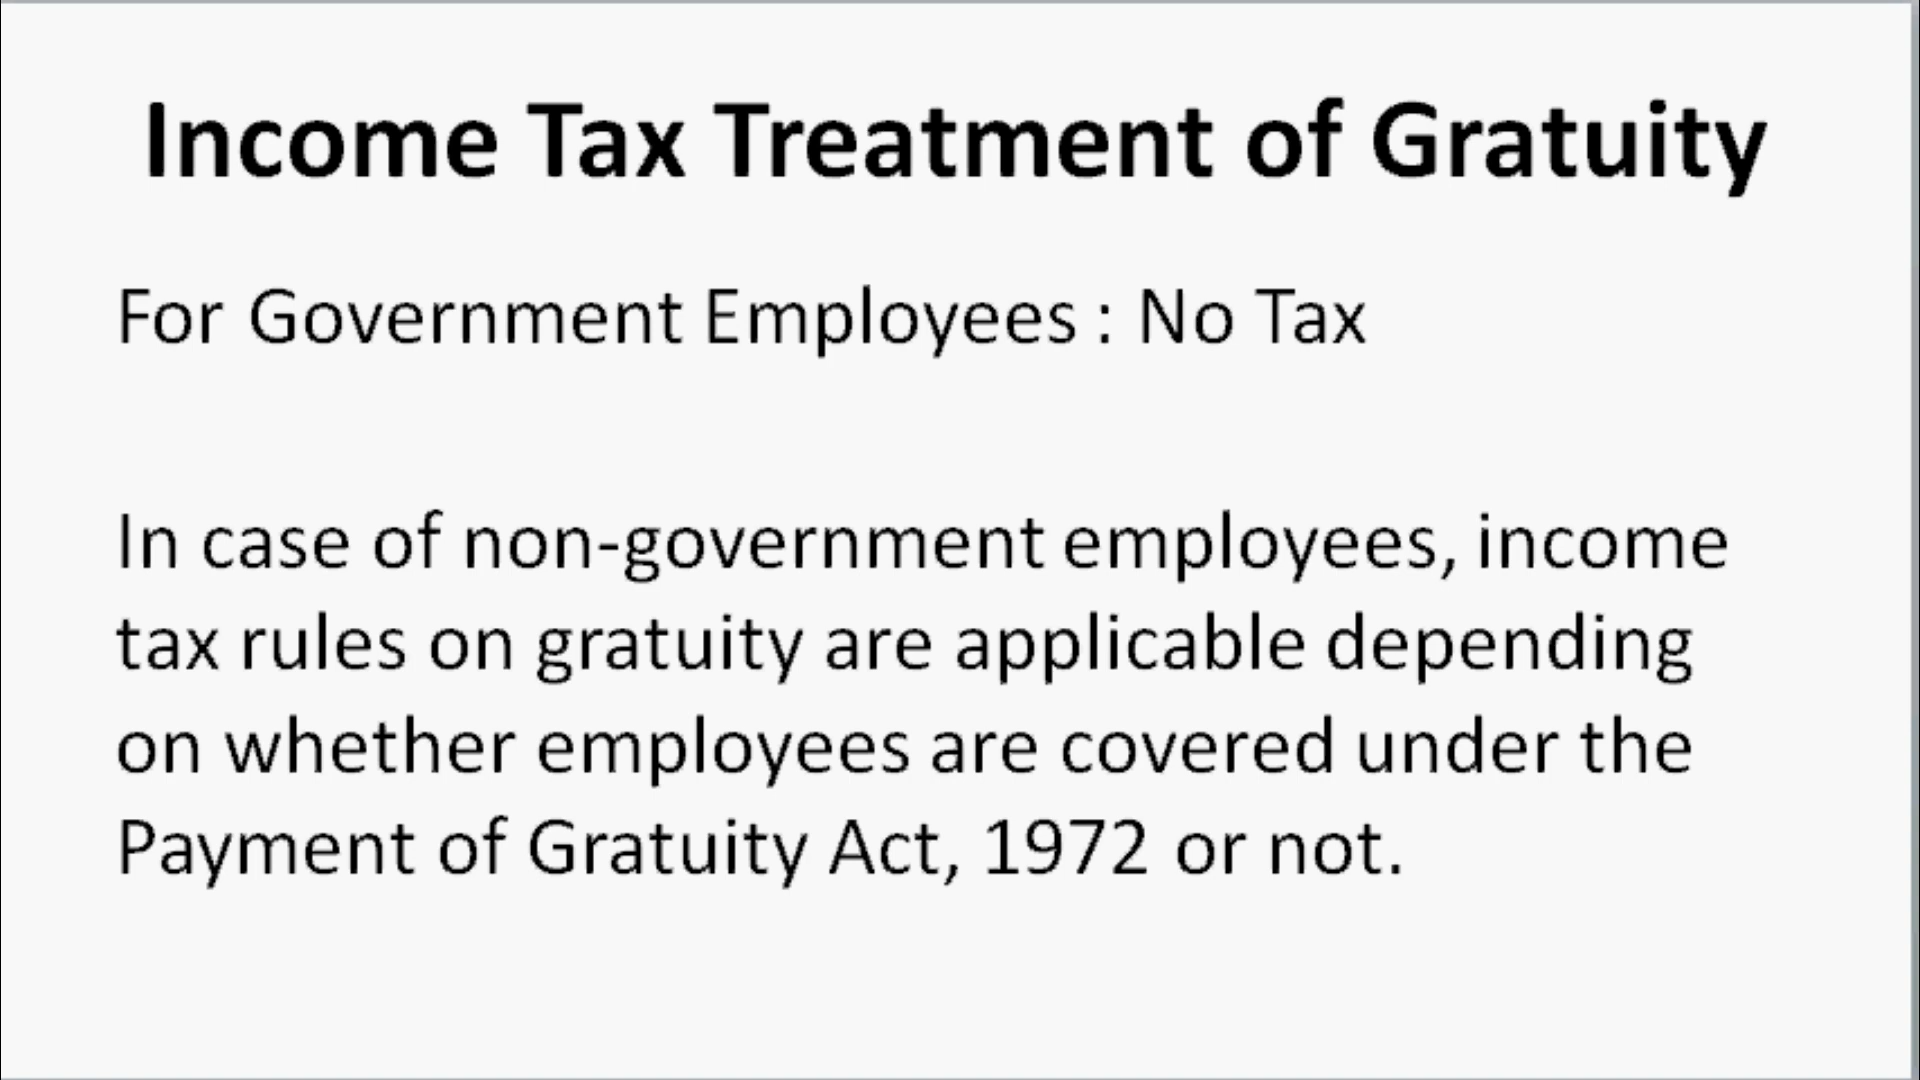 Income Tax Treatment of Gratuity
For Government Employees : No Tax
In case of non-government employees, income
tax rules on gratuity are applicable depending
on whether employees are covered under the
Payment of Gratuity Act, 1972 or not.